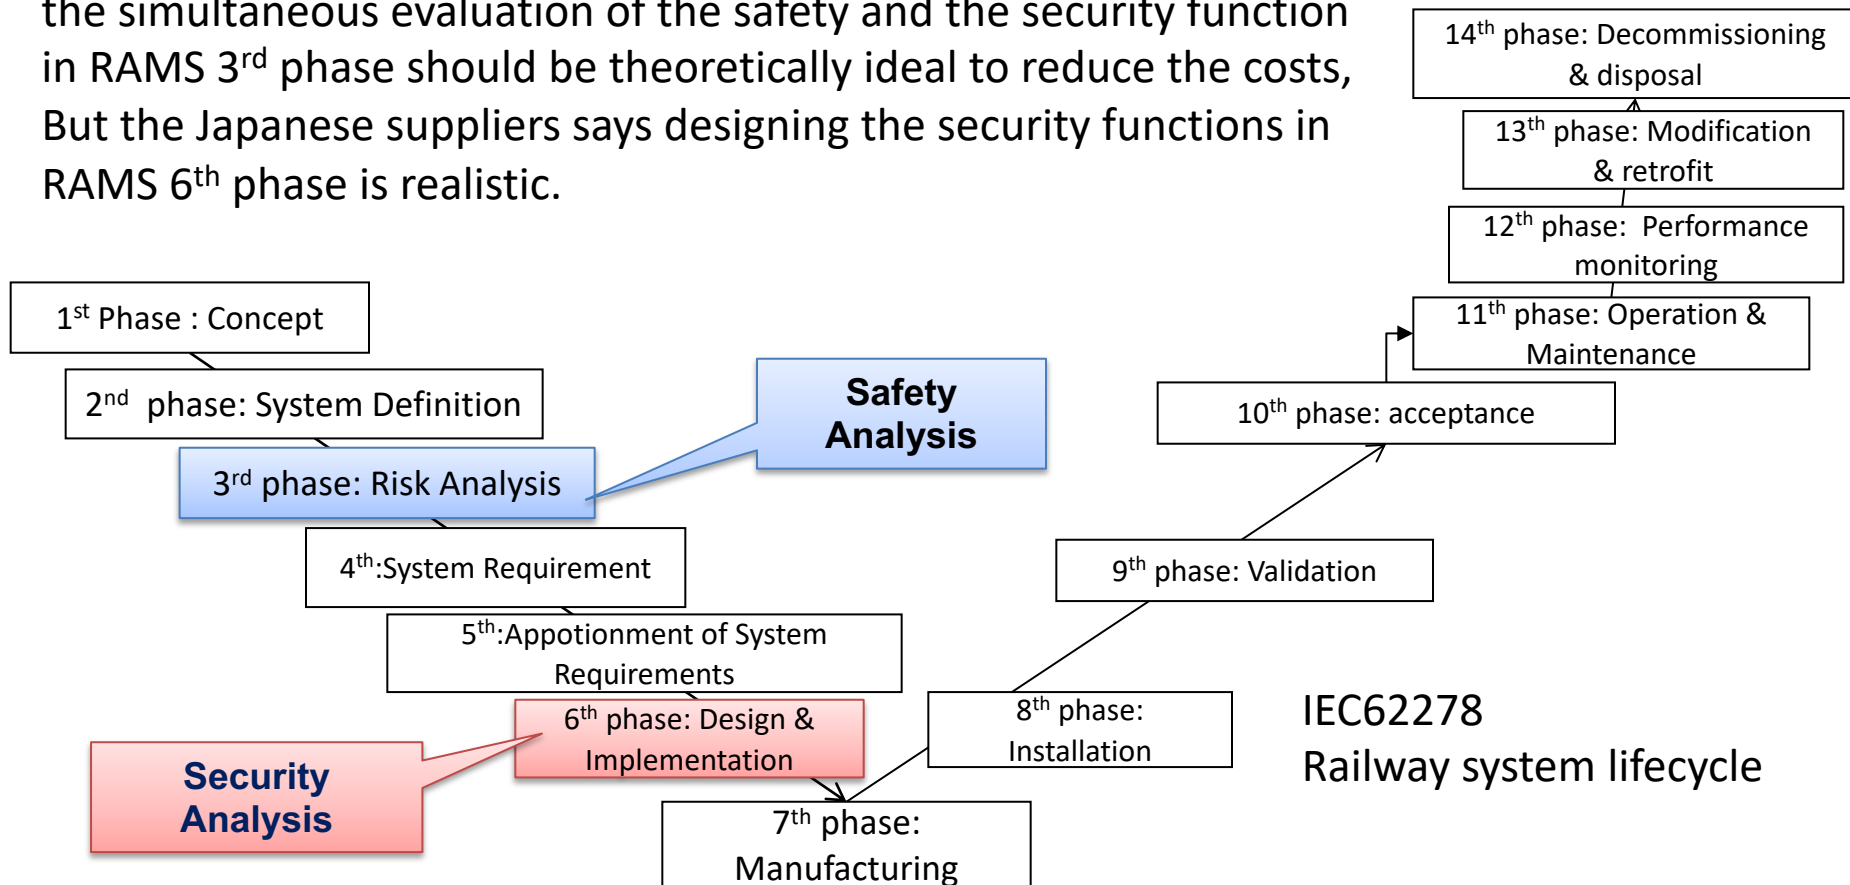 the simultaneous evaluation of the safety and the security function
in RAMS 3rd phase should be theoretically ideal to reduce the costs,
But the Japanese suppliers says designing the security functions in
RAMS 6th phase is realistic.
14th phase: Decommissioning
& disposal
13th phase: Modification
& retrofit
12th phase:  Performance
monitoring
11th phase: Operation &
Maintenance
10th phase: acceptance
9th phase: Validation
8th phase:
Installation
1st Phase : Concept
2nd  phase: System Definition
3rd phase: Risk Analysis
Safety
Analysis
4th:System Requirement
5th:Appotionment of System
Requirements
6th phase: Design &
Implementation
Security
Analysis
7th phase:
Manufacturing
IEC62278
Railway system lifecycle